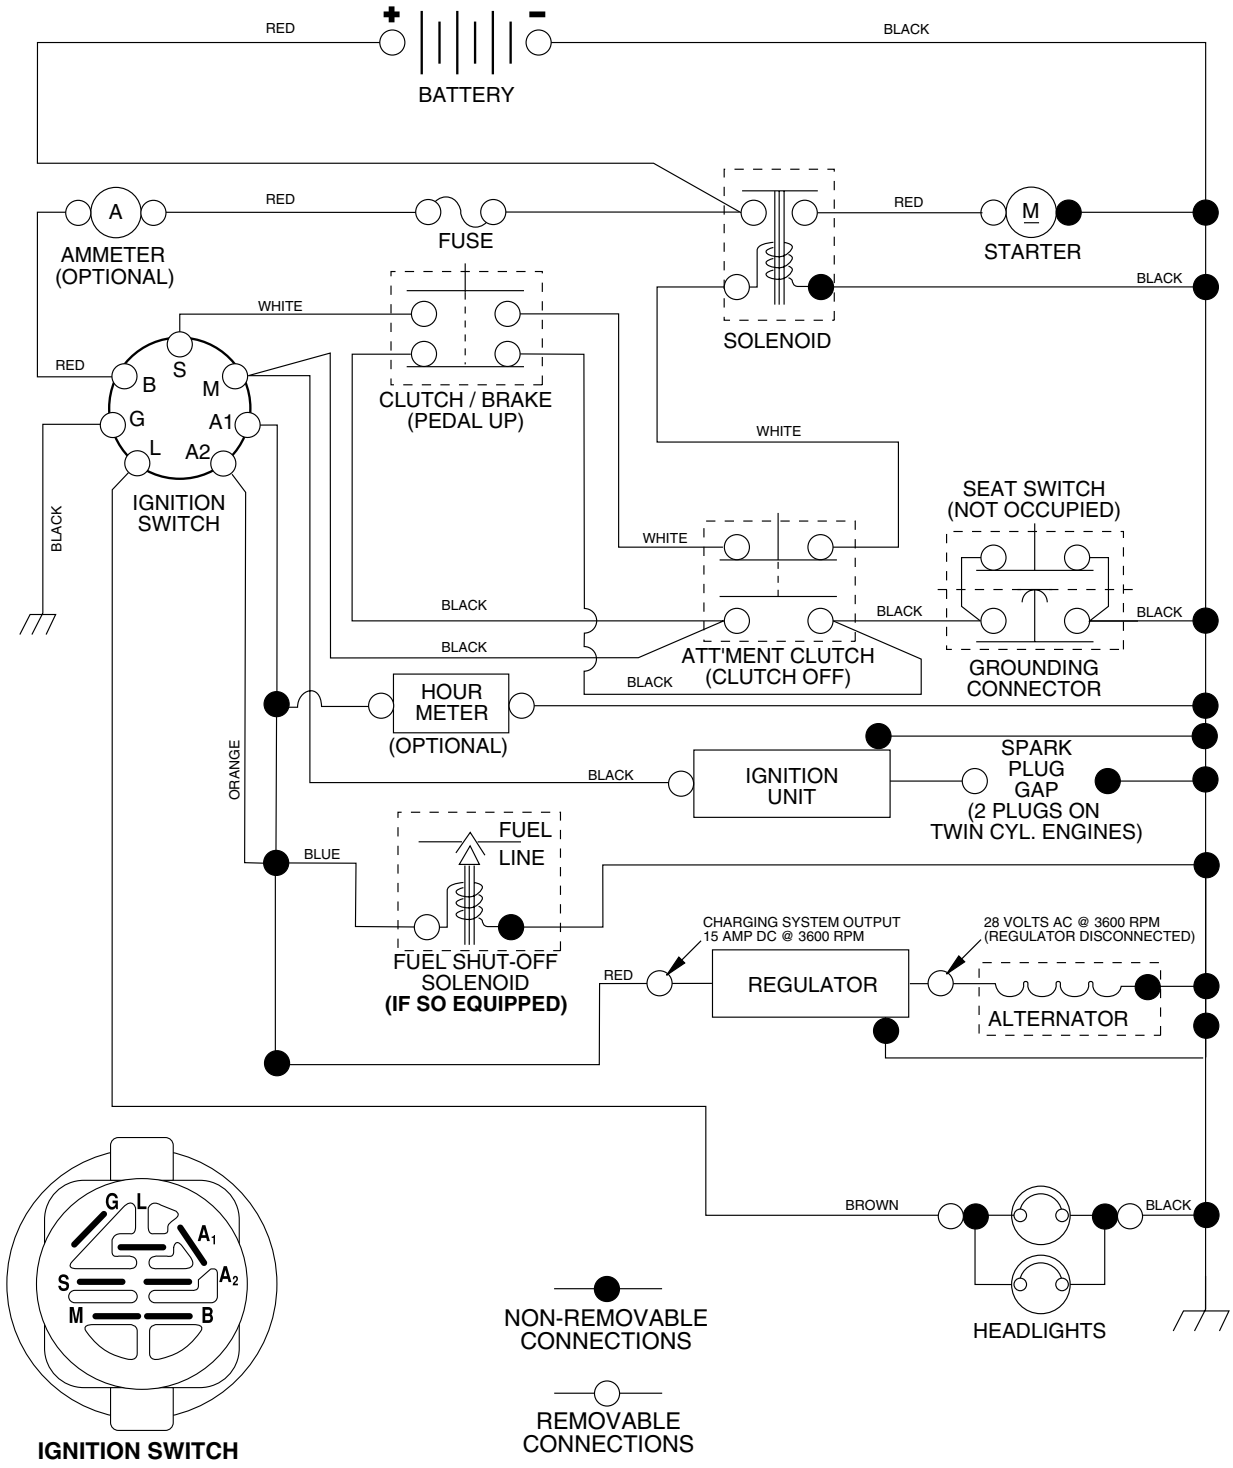 + −
RED
BLACK
BATTERY
A
RED
RED
M
AMMETER
(OPTIONAL)
FUSE
STARTER
BLACK
WHITE
SOLENOID
RED
S
B
M
G
A1
L
A2
CLUTCH / BRAKE
(PEDAL UP)
WHITE
IGNITION
SWITCH
BLACK
SEAT SWITCH
(NOT OCCUPIED)
WHITE
BLACK
BLACK
BLACK
BLACK
ATT'MENT CLUTCH
(CLUTCH OFF)
GROUNDING
CONNECTOR
BLACK
HOUR
METER
(OPTIONAL)
ORANGE
BLACK
IGNITION
UNIT
SPARK
PLUG
GAP
(2 PLUGS ON
TWIN CYL. ENGINES)
BLUE
FUEL
LINE
FUEL SHUT-OFF
SOLENOID
(IF SO EQUIPPED)
CHARGING SYSTEM OUTPUT
15 AMP DC @ 3600 RPM
28 VOLTS AC @ 3600 RPM
(REGULATOR DISCONNECTED)
RED
REGULATOR
ALTERNATOR
BROWN
BLACK
HEADLIGHTS
G L
A1
S
A2
M
B
IGNITION SWITCH
NON-REMOVABLE
CONNECTIONS
REMOVABLE
CONNECTIONS